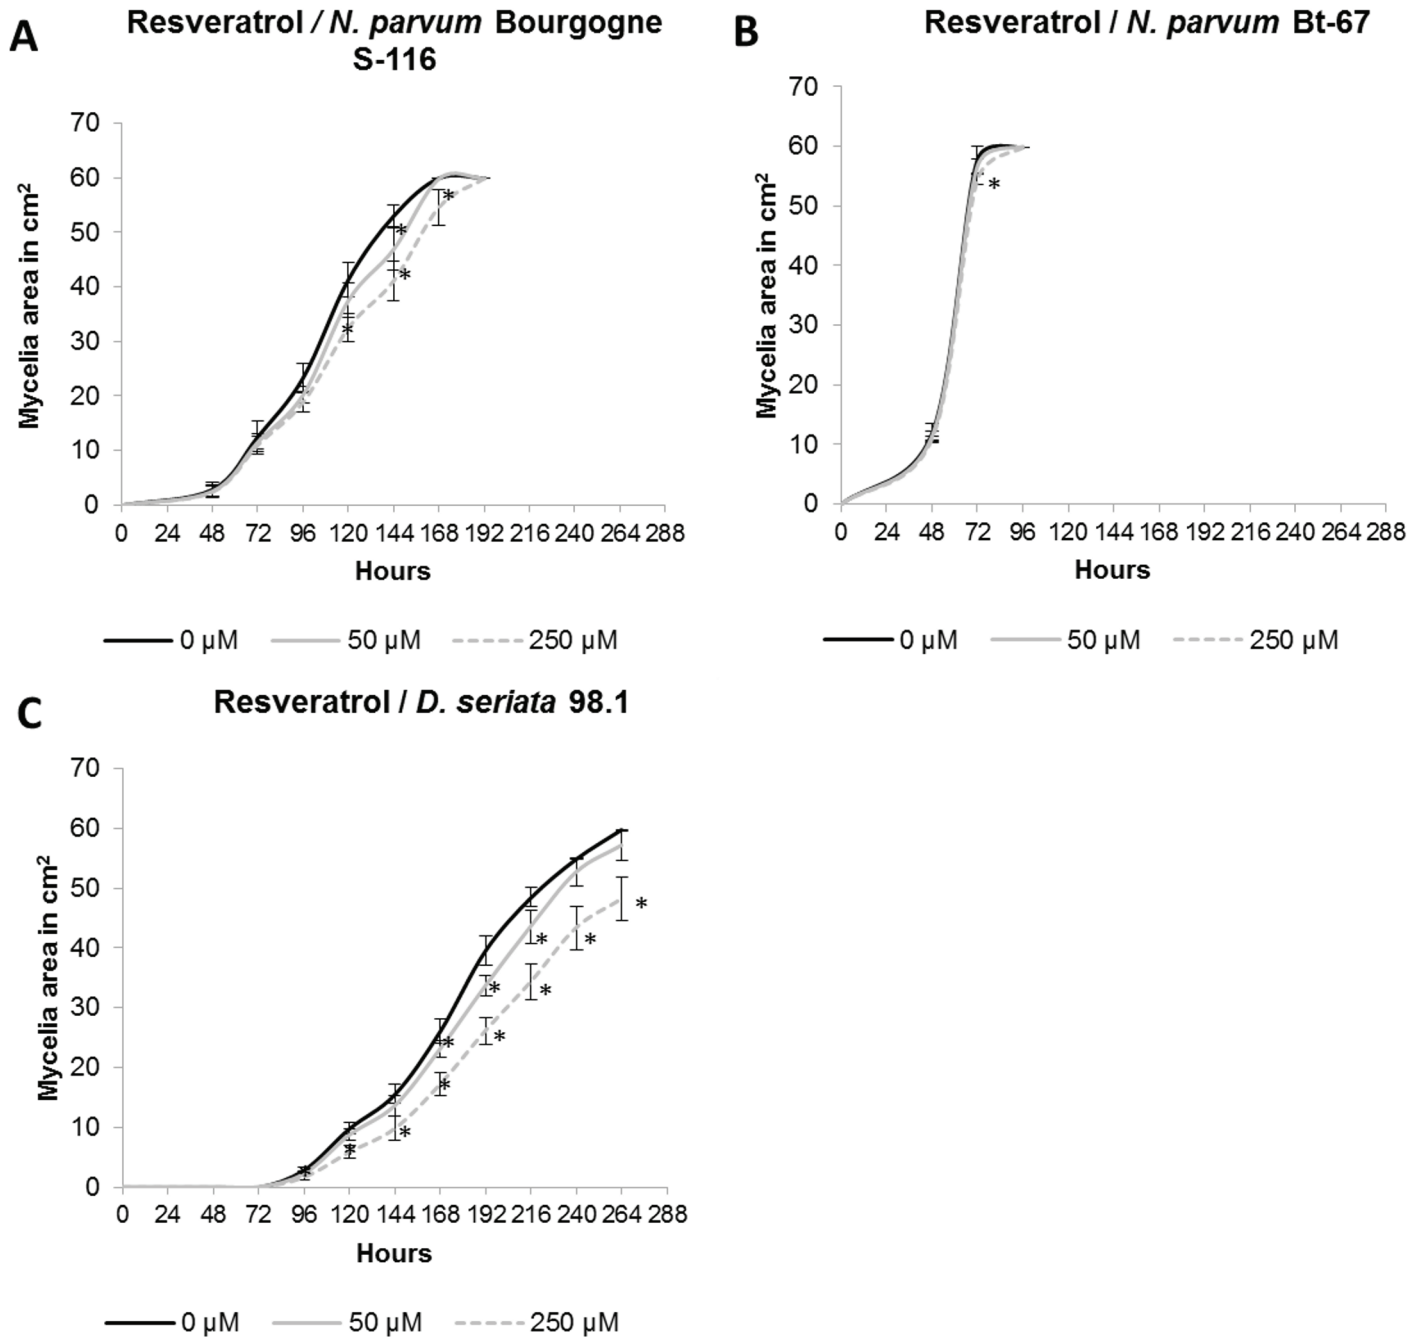 A
Resveratrol / N. parvum Bourgogne
S-116
70
60
50
40
30
20
10
0
Mycelia area in cm²
* * * *
0 24 48 72 96 120 144 168 192 216 240 264 288
Hours
0 µM 50 µM 250 µM
B
Resveratrol / N. parvum Bt-67
70
60
50
40
30
20
10
0
Mycelia area in cm²
*
0 24 48 72 96 120 144 168 192 216 240 264 288
Hours
0 µM 50 µM 250 µM
C
Resveratrol / D. seriata 98.1
70
60
50
40
30
20
10
0
Mycelia area in cm²
* * * * * * * * * * *
0 24 48 72 96 120 144 168 192 216 240 264 288
Hours
0 µM 50 µM 250 µM